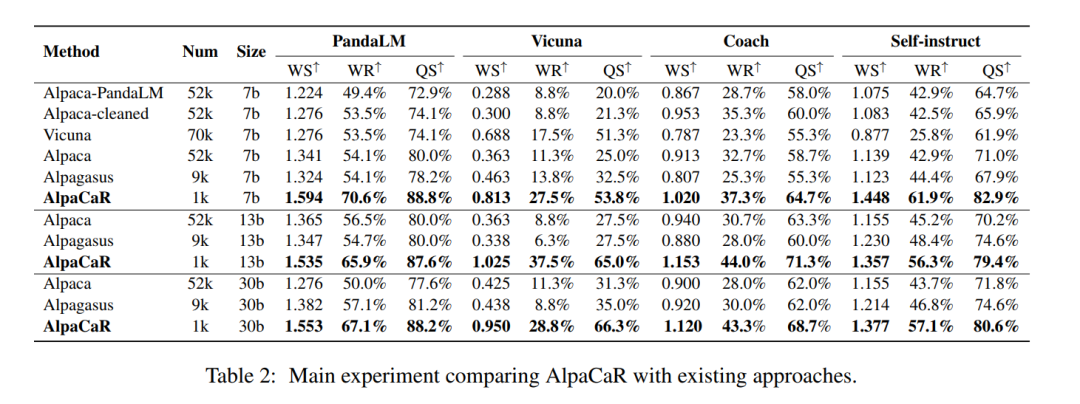 Method Num Size PandaLM Vicuna Coach Self-instruct
WS↑ WR↑ QS↑ WS↑ WR↑ QS↑ WS↑ WR↑ QS↑ WS↑ WR↑ QS↑
Alpaca-PandaLM 52k 7b 1.224 49.4% 72.9% 0.288 8.8% 20.0% 0.867 28.7% 58.0% 1.075 42.9% 64.7%
Alpaca-cleaned 52k 7b 1.276 53.5% 74.1% 0.300 8.8% 21.3% 0.953 35.3% 60.0% 1.083 42.5% 65.9%
Vicuna 70k 7b 1.276 53.5% 74.1% 0.688 17.5% 51.3% 0.787 23.3% 55.3% 0.877 25.8% 61.9%
Alpaca 52k 7b 1.341 54.1% 80.0% 0.363 11.3% 25.0% 0.913 32.7% 58.7% 1.139 42.9% 71.0%
Alpagasus 9k 7b 1.324 54.1% 78.2% 0.463 13.8% 32.5% 0.807 25.3% 55.3% 1.123 44.4% 67.9%
AlpaCaR 1k 7b 1.594 70.6% 88.8% 0.813 27.5% 53.8% 1.020 37.3% 64.7% 1.448 61.9% 82.9%
Alpaca 52k 13b 1.365 56.5% 80.0% 0.363 8.8% 27.5% 0.940 30.7% 63.3% 1.155 45.2% 70.2%
Alpagasus 9k 13b 1.347 54.7% 80.0% 0.338 6.3% 27.5% 0.880 28.0% 60.0% 1.230 48.4% 74.6%
AlpaCaR 1k 13b 1.535 65.9% 87.6% 1.025 37.5% 65.0% 1.153 44.0% 71.3% 1.357 56.3% 79.4%
Alpaca 52k 30b 1.276 50.0% 77.6% 0.425 11.3% 31.3% 0.900 28.0% 62.0% 1.155 43.7% 71.8%
Alpagasus 9k 30b 1.382 57.1% 81.2% 0.438 8.8% 35.0% 0.920 30.0% 62.0% 1.214 46.8% 74.6%
AlpaCaR 1k 30b 1.553 67.1% 88.2% 0.950 28.8% 66.3% 1.120 43.3% 68.7% 1.377 57.1% 80.6%
Table 2: Main experiment comparing AlpaCaR with existing approaches.